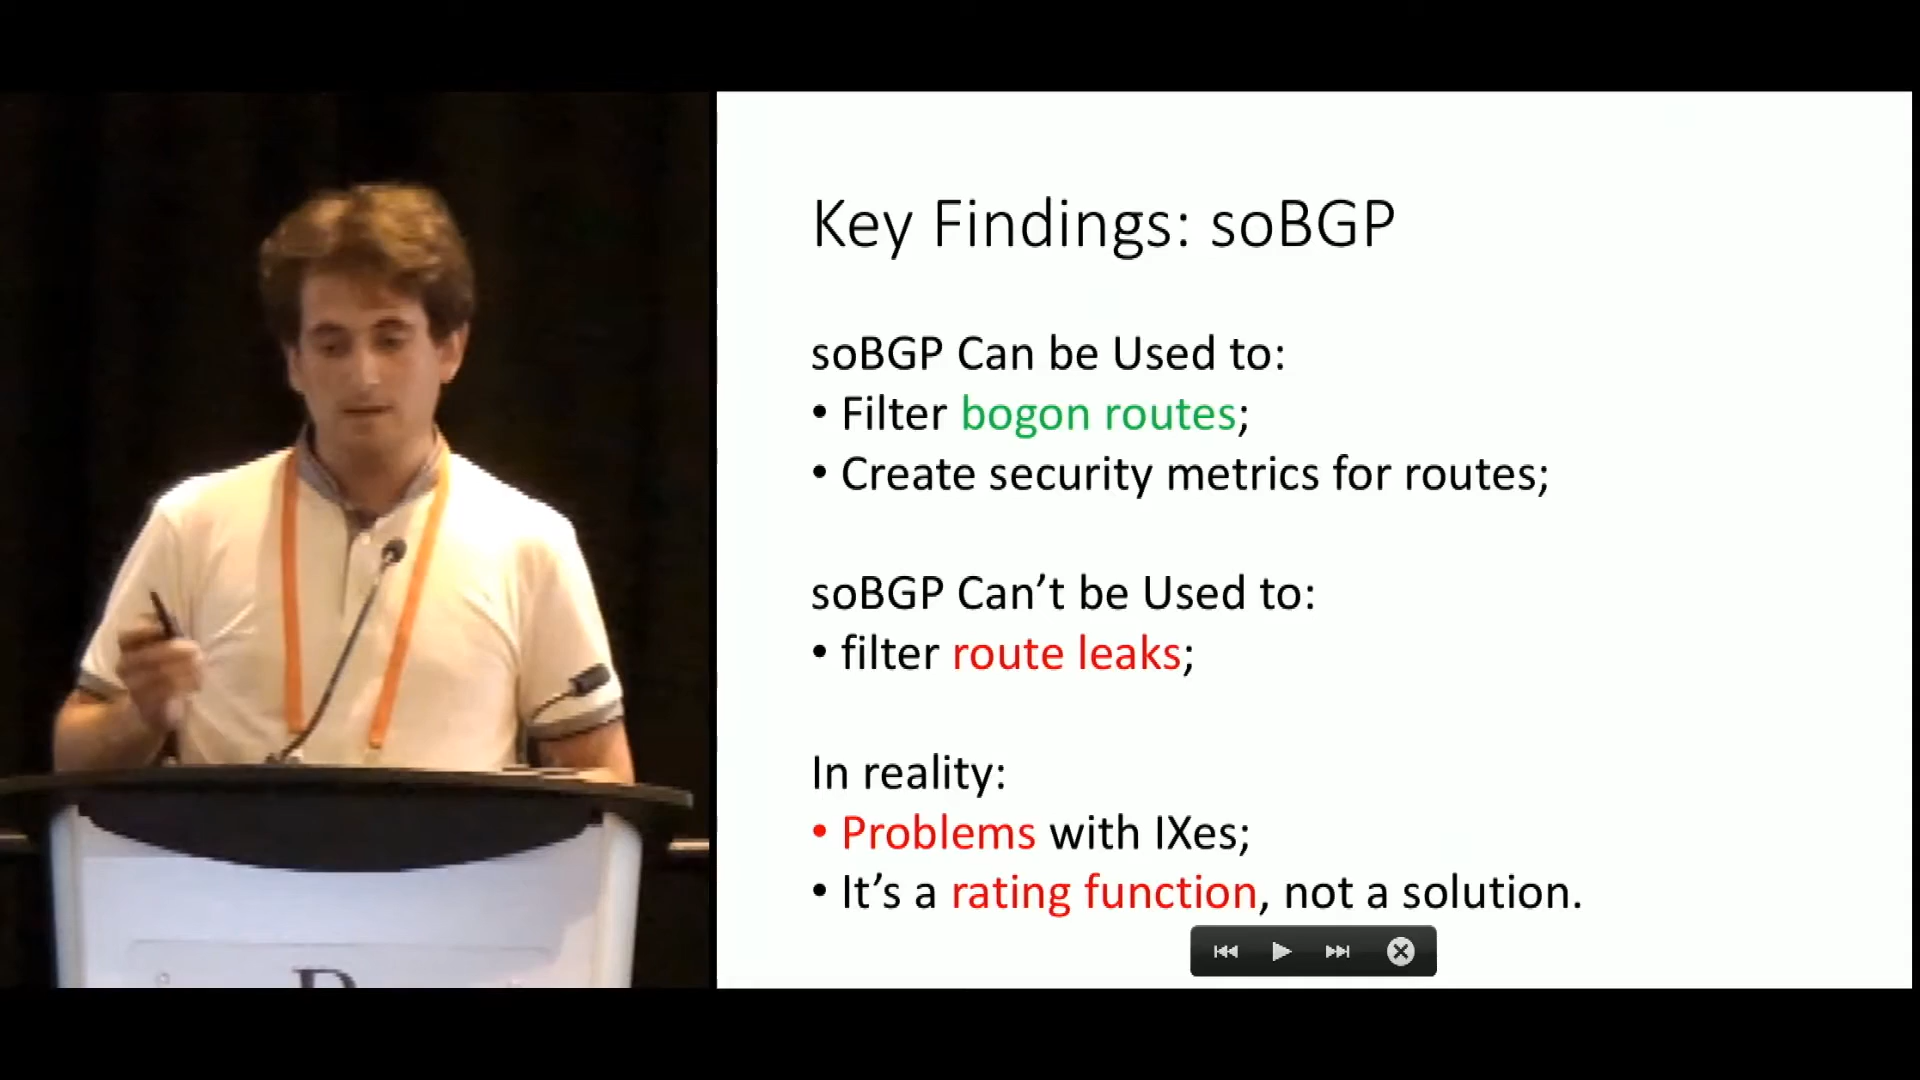 Key Findings: soBGP
soBGP Can be Used to:
• Filter bogon routes;
• Create security metrics for routes;
soBGP Can’t be Used to:
• filter route leaks;
In reality:
• Problems with IXes;
• It’s a rating function, not a solution.